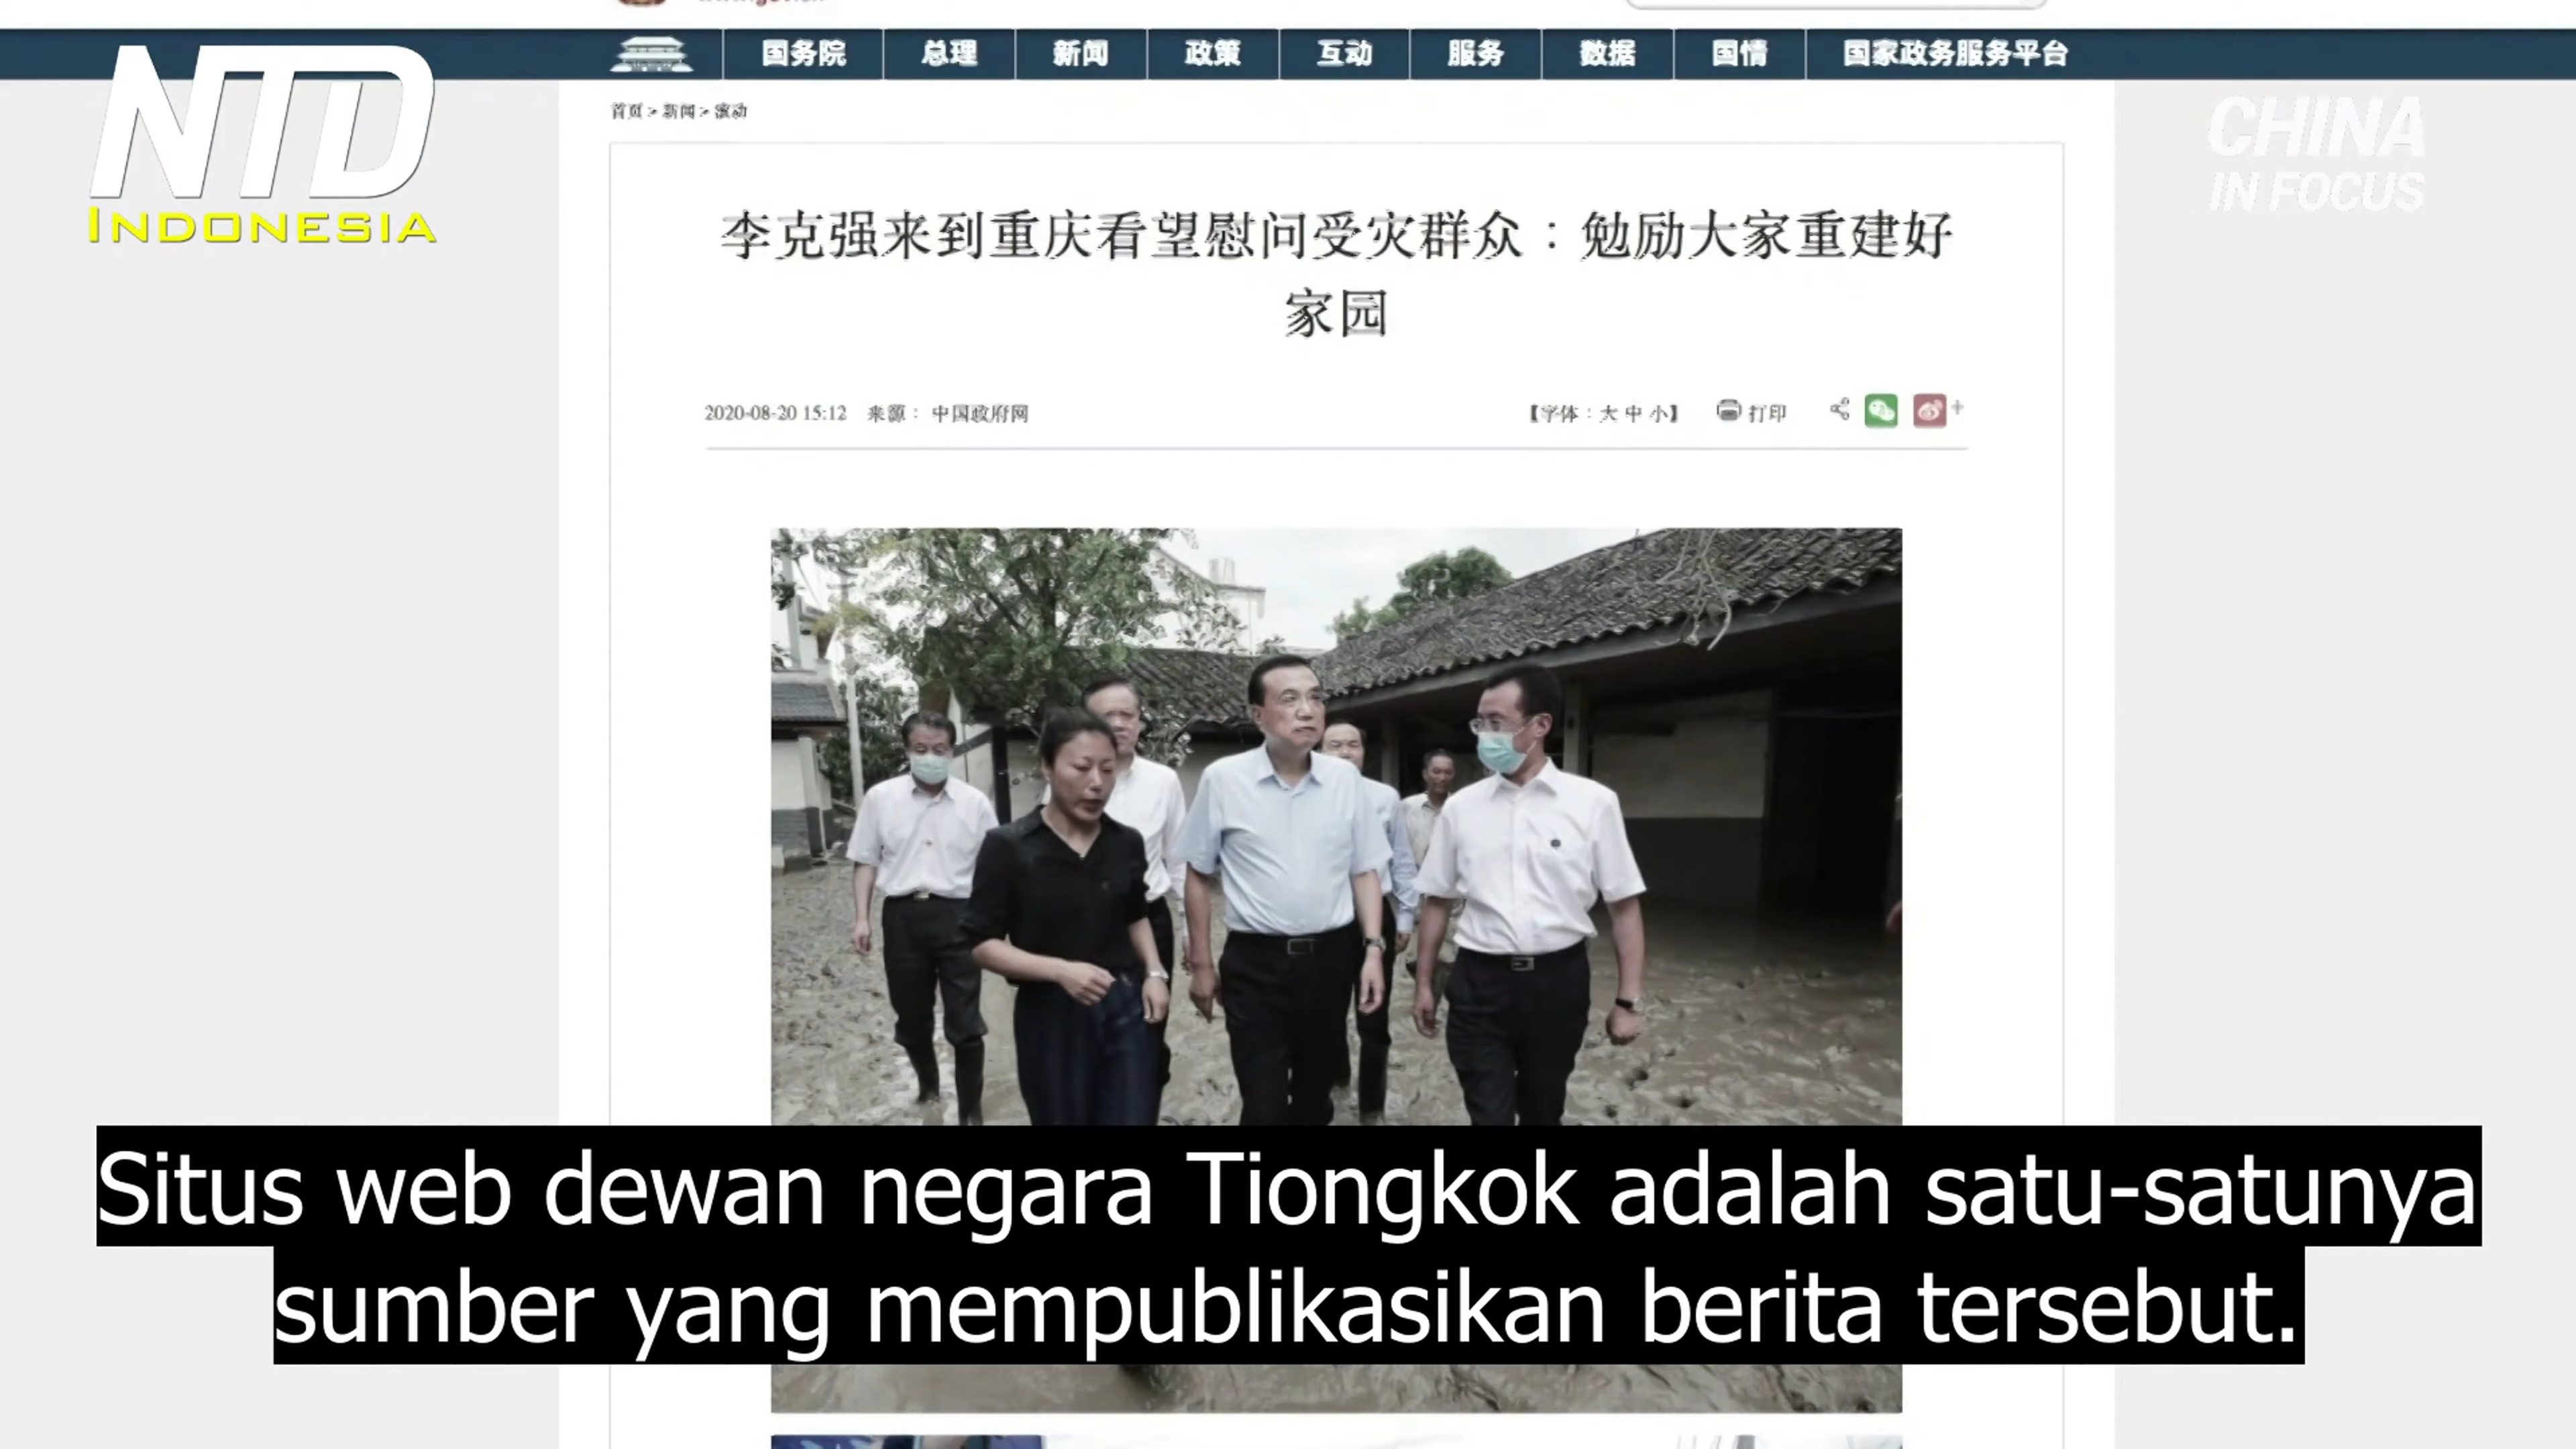 国务院 总理 新闻 政策 互动 服务 数据 国情 国家政务服务平台
NTD
INDONESIA
CHINA
IN FOCUS
首页 > 新闻 > 滚动
李克强来到重庆看望慰问受灾群众：勉励大家重建好
家园
2020-08-20 15:12 来源： 中国政府网 【字体：大 中 小】 打印
Situs web dewan negara Tiongkok adalah satu-satunya
sumber yang mempublikasikan berita tersebut.